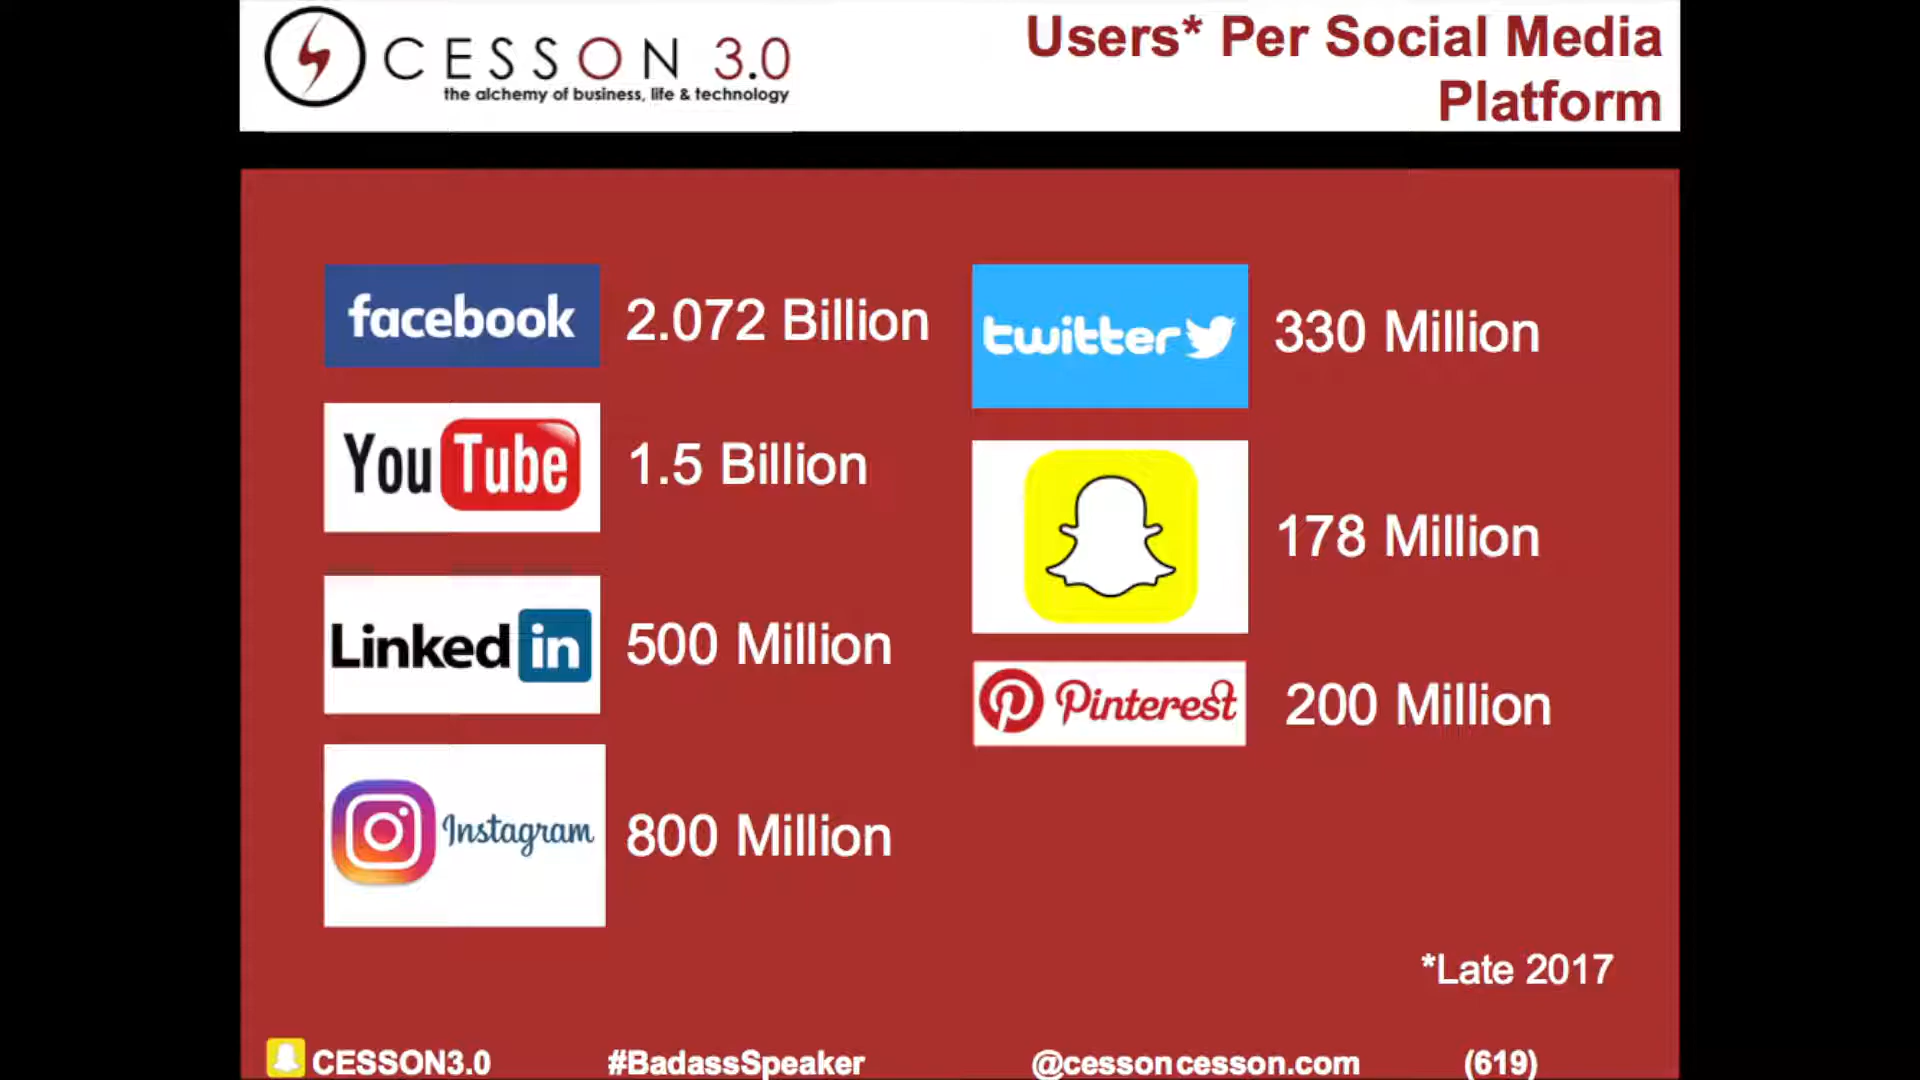 CESSON 3.0
the alchemy of business, life & technology
Users* Per Social Media
Platform
facebook 2.072 Billion
YouTube 1.5 Billion
Linked in 500 Million
Instagram 800 Million
twitter 330 Million
178 Million
Pinterest 200 Million
*Late 2017
CESSON3.0 #BadassSpeaker @cessoncesson.com (619)